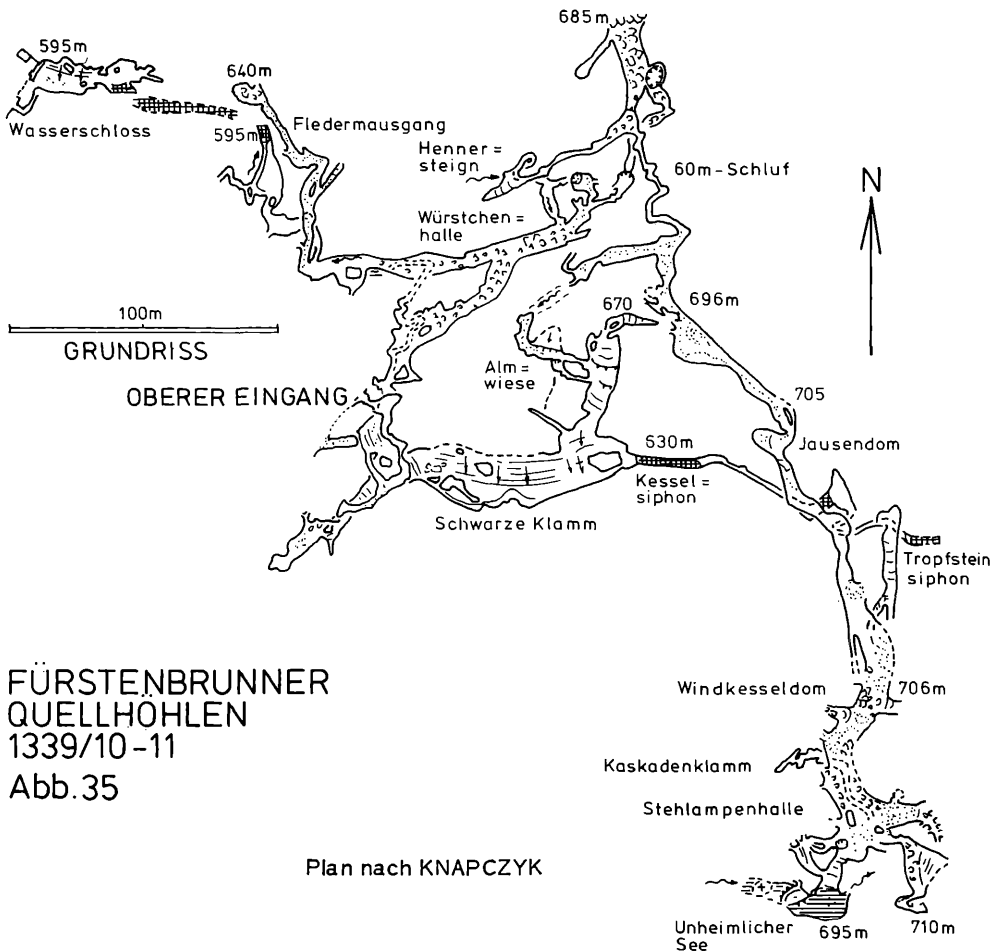 685m
595m
640m
Wasserschloss
595m
Fledermausgang
Henner=
steign
60m-Schluf
N
Würstchen=
halle
100m
GRUNDRISS
670
696m
Alm=
wiese
OBERER EINGANG
705
Jausendom
630m
Kessel=
siphon
Schwarze Klamm
Tropfstein
siphon
FÜRSTENBRUNNER
QUELLHÖHLEN
1339/10-11
Abb.35
Windkesseldom
706m
Kaskadenklamm
Stehlampenhalle
Plan nach KNAPCZYK
Unheimlicher
See
695m
710m